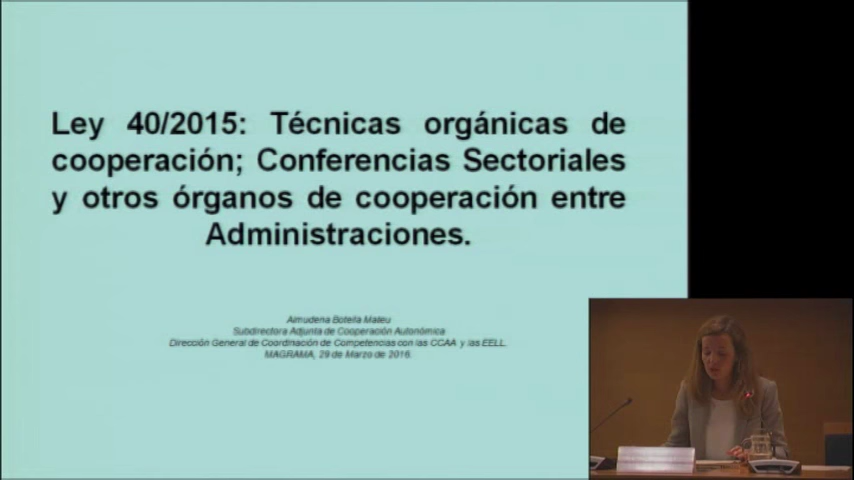 Ley 40/2015: Técnicas orgánicas de
cooperación; Conferencias Sectoriales
y otros órganos de cooperación entre
Administraciones.
Almudena Botella Mateu
Subdirectora Adjunta de Cooperación Autonómica
Dirección General de Coordinación de Competencias con las CCAA y las EELL.
MAGRAMA, 29 de Marzo de 2016.